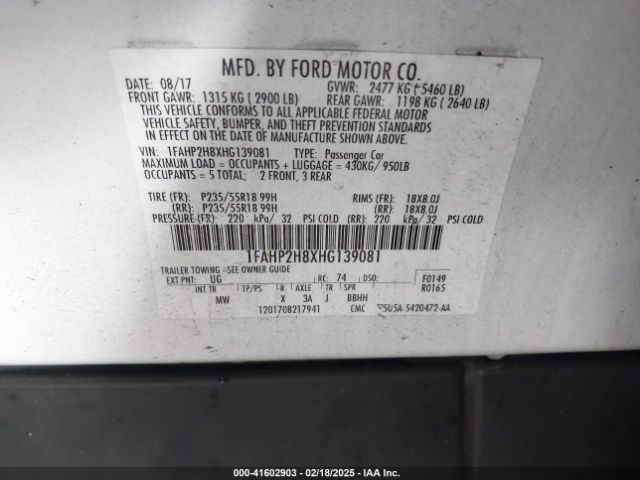 MFD. BY FORD MOTOR CO.
DATE: 08/17 GVWR: 2477 KG ( 5460 LB)
FRONT GAWR: 1315 KG ( 2900 LB) REAR GAWR: 1198 KG ( 2640 LB)
THIS VEHICLE CONFORMS TO ALL APPLICABLE FEDERAL MOTOR
VEHICLE SAFETY, BUMPER, AND THEFT PREVENTION STANDARDS
IN EFFECT ON THE DATE OF MANUFACTURE SHOWN ABOVE.
VIN: 1FAHP2H8XHG139081 TYPE: Passenger Car
MAXIMUM LOAD = OCCUPANTS + LUGGAGE = 430KG/ 950LB
OCCUPANTS = 5 TOTAL; 2 FRONT, 3 REAR
TIRE (FR): P235/55R18 99H RIMS (FR): 18X8.0J
(RR): P235/55R18 99H (RR): 18X8.0J
PRESSURE (FR): 220 kPa/ 32 PSI COLD (RR): 220 kPa/ 32 PSI COLD
1FAHP2H8XHG139081
TRAILER TOWING -SEE OWNER GUIDE
EXT PNT: UG RC: 74 DSO: F0149
INT TR TP/PS R AXLE TR SPR R0165
MW X 3A J BBHH
1201708217941 CMC 5U5A-5420472-AA
000-41602903 - 02/18/2025 - IAA Inc.